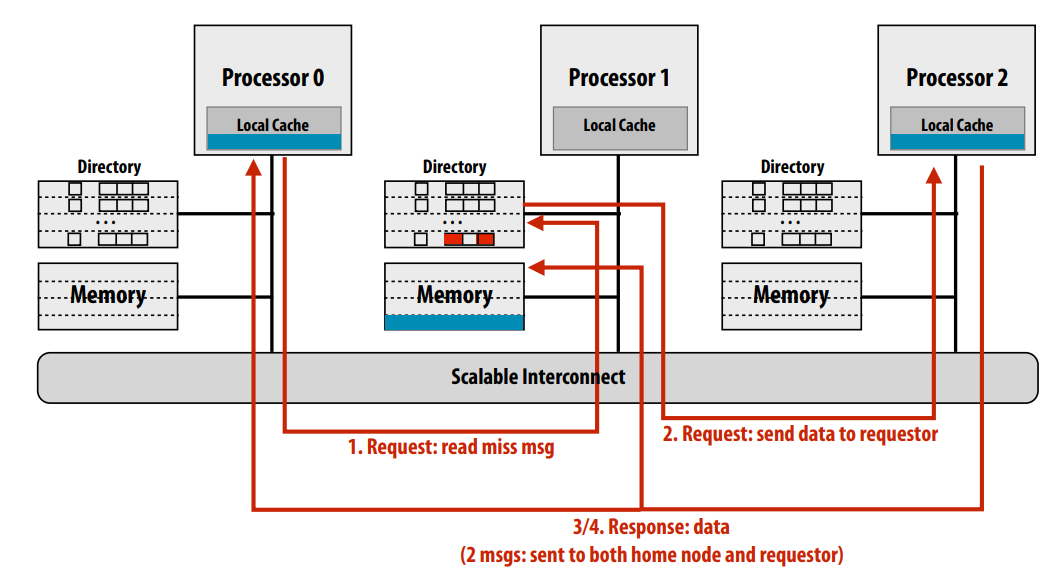 Processor 0
Processor 1
Processor 2
Local Cache
Local Cache
Local Cache
Directory
Directory
Directory
...
...
...
Memory
Memory
Memory
Scalable Interconnect
1. Request: read miss msg
2. Request: send data to requestor
3/4. Response: data
(2 msgs: sent to both home node and requestor)